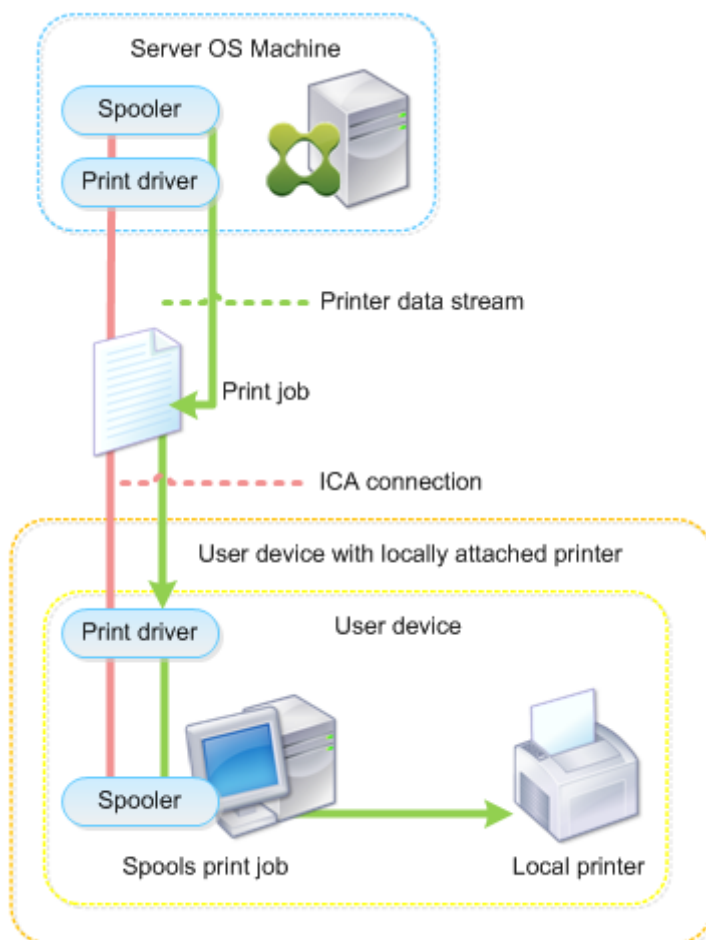 Server OS Machine
Spooler
Print driver
Printer data stream
Print job
ICA connection
User device with locally attached printer
Print driver
User device
Spooler
Spools print job
Local printer